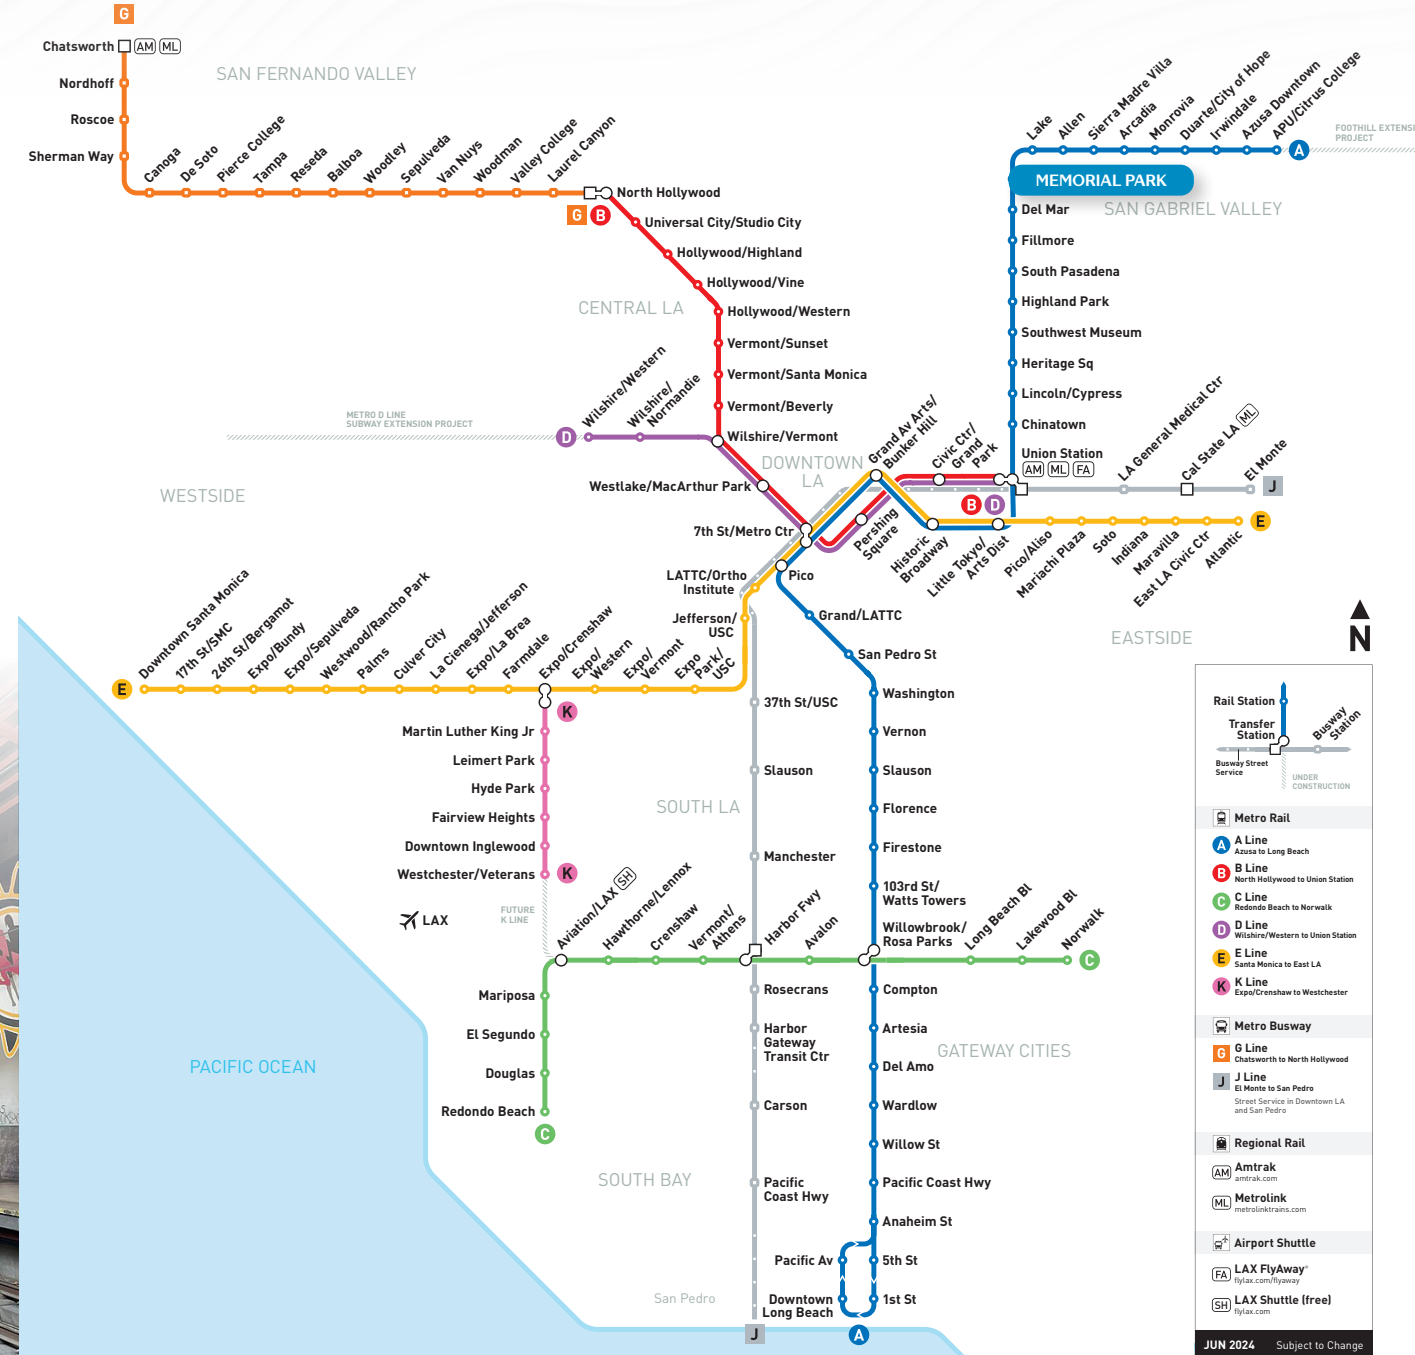 G
Chatsworth
AM
ML
Nordhoff
Roscoe
Sherman Way
SAN FERNANDO VALLEY
Canoga
De Soto
Pierce College
Tampa
Reseda
Balboa
Woodley
Sepulveda
Van Nuys
Woodman
Valley College
Laurel Canyon
North Hollywood
G
B
Universal City/Studio City
Hollywood/Highland
Hollywood/Vine
Hollywood/Western
Vermont/Sunset
Vermont/Santa Monica
Vermont/Beverly
Wilshire/Vermont
CENTRAL LA
Lake
Allen
Sierra Madre Villa
Arcadia
Monrovia
Duarte/City of Hope
Irwindale
Azusa Downtown
APU/Citrus College
A
FOOTHILL EXTENSI
PROJECT
MEMORIAL PARK
Del Mar
SAN GABRIEL VALLEY
Fillmore
South Pasadena
Highland Park
Southwest Museum
Heritage Sq
Lincoln/Cypress
Chinatown
Union Station
AM
ML
FA
METRO D LINE
SUBWAY EXTENSION PROJECT
D
Wilshire/Western
Wilshire/
Normandie
WESTSIDE
Westlake/MacArthur Park
DOWNTOWN
LA
7th St/Metro Ctr
Grand Av Arts/
Bunker Hill
Civic Ctr/
Grand
Park
B
D
Pershing
Square
Historic
Broadway
Little Tokyo/
Arts Dist
LA General Medical Ctr
Cal State LA
ML
El Monte
J
E
Pico/Aliso
Mariachi Plaza
Soto
Indiana
Maravilla
East LA Civic Ctr
Atlantic
EASTSIDE
N
LATTC/Ortho
Institute
Pico
Jefferson/
USC
Grand/LATTC
San Pedro St
Washington
Vernon
Slauson
Florence
Firestone
103rd St/
Watts Towers
Willowbrook/
Rosa Parks
E
Downtown Santa Monica
17th St/SMC
26th St/Bergamot
Expo/Bundy
Expo/Sepulveda
Westwood/Rancho Park
Palms
Culver City
La Cienega/Jefferson
Expo/La Brea
Farmdale
Expo/Crenshaw
Expo/
Western
Expo/
Vermont
Expo
Park/
USC
K
Martin Luther King Jr
Leimert Park
Hyde Park
Fairview Heights
Downtown Inglewood
Westchester/Veterans
K
FUTURE
K LINE
LAX
37th St/USC
Slauson
SOUTH LA
Manchester
Aviation/LAX
SH
Hawthorne/Lennox
Crenshaw
Vermont/
Athens
Harbor Fwy
Avalon
Long Beach Bl
Lakewood Bl
Norwalk
C
Mariposa
El Segundo
Douglas
Redondo Beach
C
Rosecrans
Harbor
Gateway
Transit Ctr
Carson
Pacific
Coast Hwy
SOUTH BAY
San Pedro
J
Compton
Artesia
Del Amo
Wardlow
Willow St
Pacific Coast Hwy
Anaheim St
5th St
1st St
Pacific Av
Downtown
Long Beach
A
GATEWAY CITIES
PACIFIC OCEAN
Rail Station
Transfer
Station
Busway
Station
Busway Street
Service
UNDER
CONSTRUCTION
Metro Rail
A
A Line
Azusa to Long Beach
B
B Line
North Hollywood to Union Station
C
C Line
Redondo Beach to Norwalk
D
D Line
Wilshire/Western to Union Station
E
E Line
Santa Monica to East LA
K
K Line
Expo/Crenshaw to Westchester
Metro Busway
G
G Line
Chatsworth to North Hollywood
J
J Line
El Monte to San Pedro
Street Service in Downtown LA
and San Pedro
Regional Rail
AM
Amtrak
amtrak.com
ML
Metrolink
metrolinktrains.com
Airport Shuttle
FA
LAX FlyAway®
flylax.com/flyaway
SH
LAX Shuttle (free)
flylax.com
JUN 2024 Subject to Change